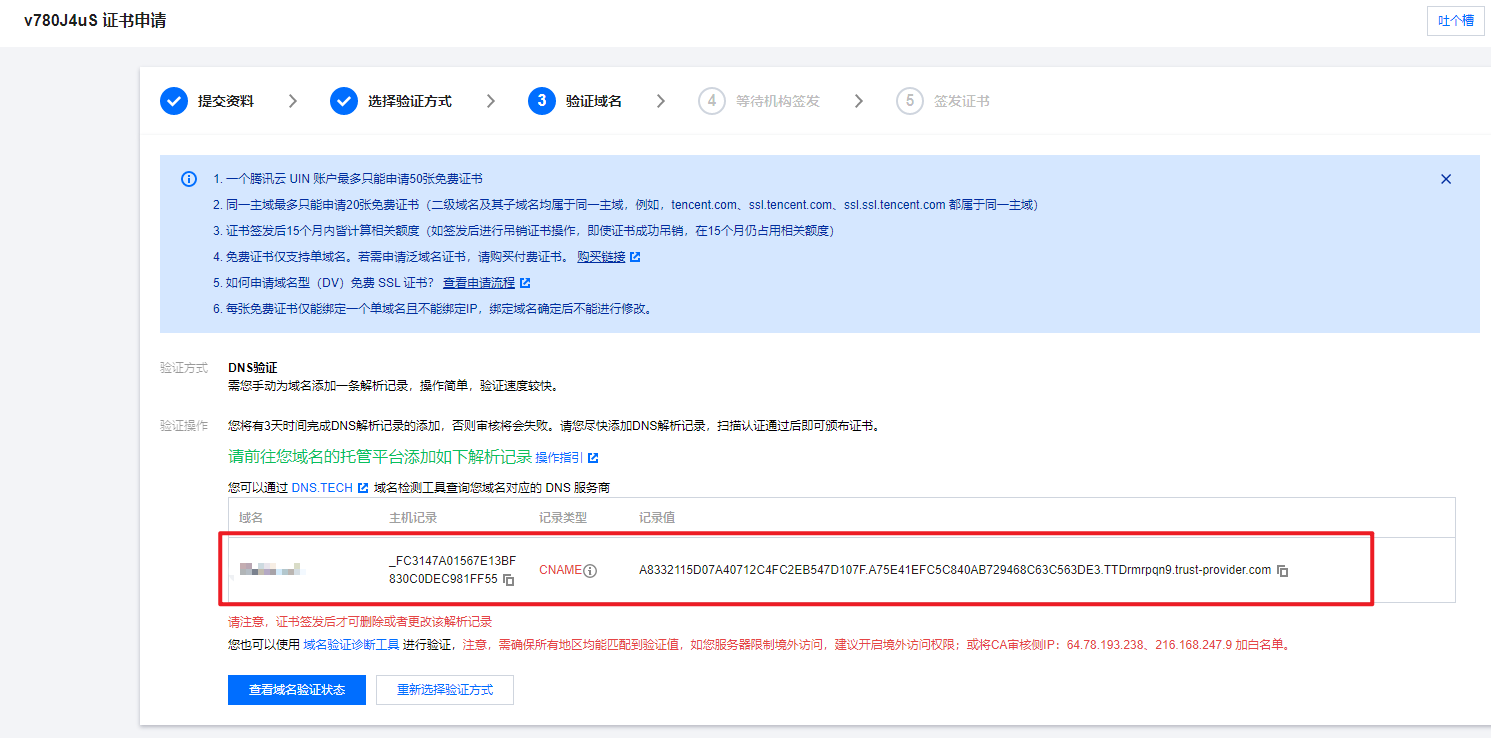 v780J4uS 证书申请
吐个槽
提交资料
选择验证方式
3 验证域名
4 等待机构签发
5 签发证书
1. 一个腾讯云 UIN 账户最多只能申请50张免费证书
2. 同一主域最多只能申请20张免费证书（二级域名及其子域名均属于同一主域，例如，tencent.com、ssl.tencent.com、ssl.ssl.tencent.com 都属于同一主域）
3. 证书签发后15个月内皆计算相关额度（如签发后进行吊销证书操作，即使证书成功吊销，在15个月仍占用相关额度）
4. 免费证书仅支持单域名。若需申请泛域名证书，请购买付费证书。 购买链接
5. 如何申请域名型（DV）免费 SSL 证书？ 查看申请流程
6. 每张免费证书仅能绑定一个单域名且不能绑定IP，绑定域名确定后不能进行修改。
验证方式 DNS验证
需您手动为域名添加一条解析记录，操作简单，验证速度较快。
验证操作 您将有3天时间完成DNS解析记录的添加，否则审核将会失败。请您尽快添加DNS解析记录，扫描认证通过后即可颁布证书。
请前往您域名的托管平台添加如下解析记录 操作指引
您可以通过 DNS.TECH 域名检测工具查询您域名对应的 DNS 服务商
域名 主机记录 记录类型 记录值
_FC3147A01567E13BF
830C0DEC981FF55
CNAME
A8332115D07A40712C4FC2EB547D107F.A75E41EFC5C840AB729468C63C563DE3.TTDrmrpqn9.trust-provider.com
请注意，证书签发后才可删除或者更改该解析记录
您也可以使用 域名验证诊断工具 进行验证，注意，需确保所有地区均能匹配到验证值，如您服务器限制境外访问，建议开启境外访问权限；或将CA审核侧IP：64.78.193.238、216.168.247.9 加白名单。
查看域名验证状态
重新选择验证方式